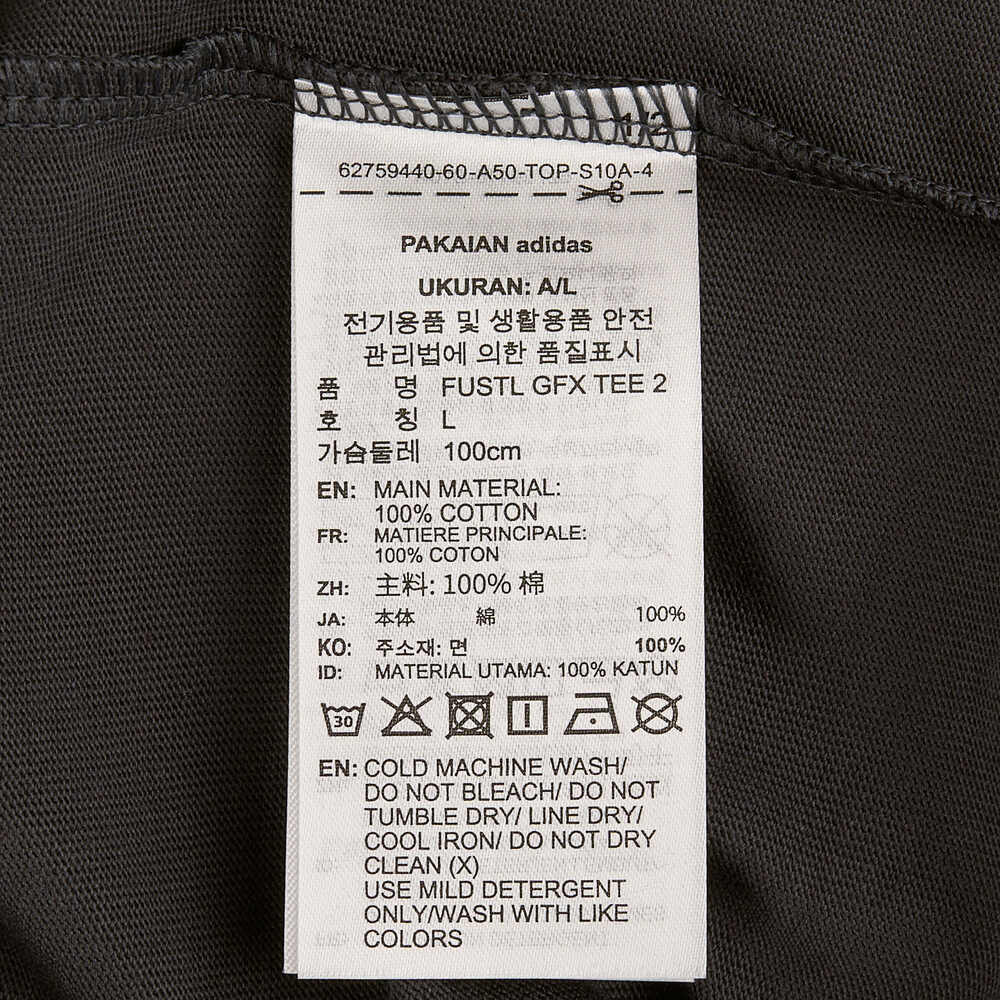 1/2
62759440-60-A50-TOP-S10A-4
PAKAIAN adidas
UKURAN: A/L
전기용품 및 생활용품 안전
관리법에 의한 품질표시
품 명 FUSTL GFX TEE 2
호 칭 L
가슴둘레 100cm
EN: MAIN MATERIAL:
100% COTTON
FR: MATIERE PRINCIPALE:
100% COTON
ZH: 主料: 100% 棉
JA: 本体 綿 100%
KO: 주소재: 면 100%
ID: MATERIAL UTAMA: 100% KATUN
30
EN: COLD MACHINE WASH/
DO NOT BLEACH/ DO NOT
TUMBLE DRY/ LINE DRY/
COOL IRON/ DO NOT DRY
CLEAN (X)
USE MILD DETERGENT
ONLY/WASH WITH LIKE
COLORS